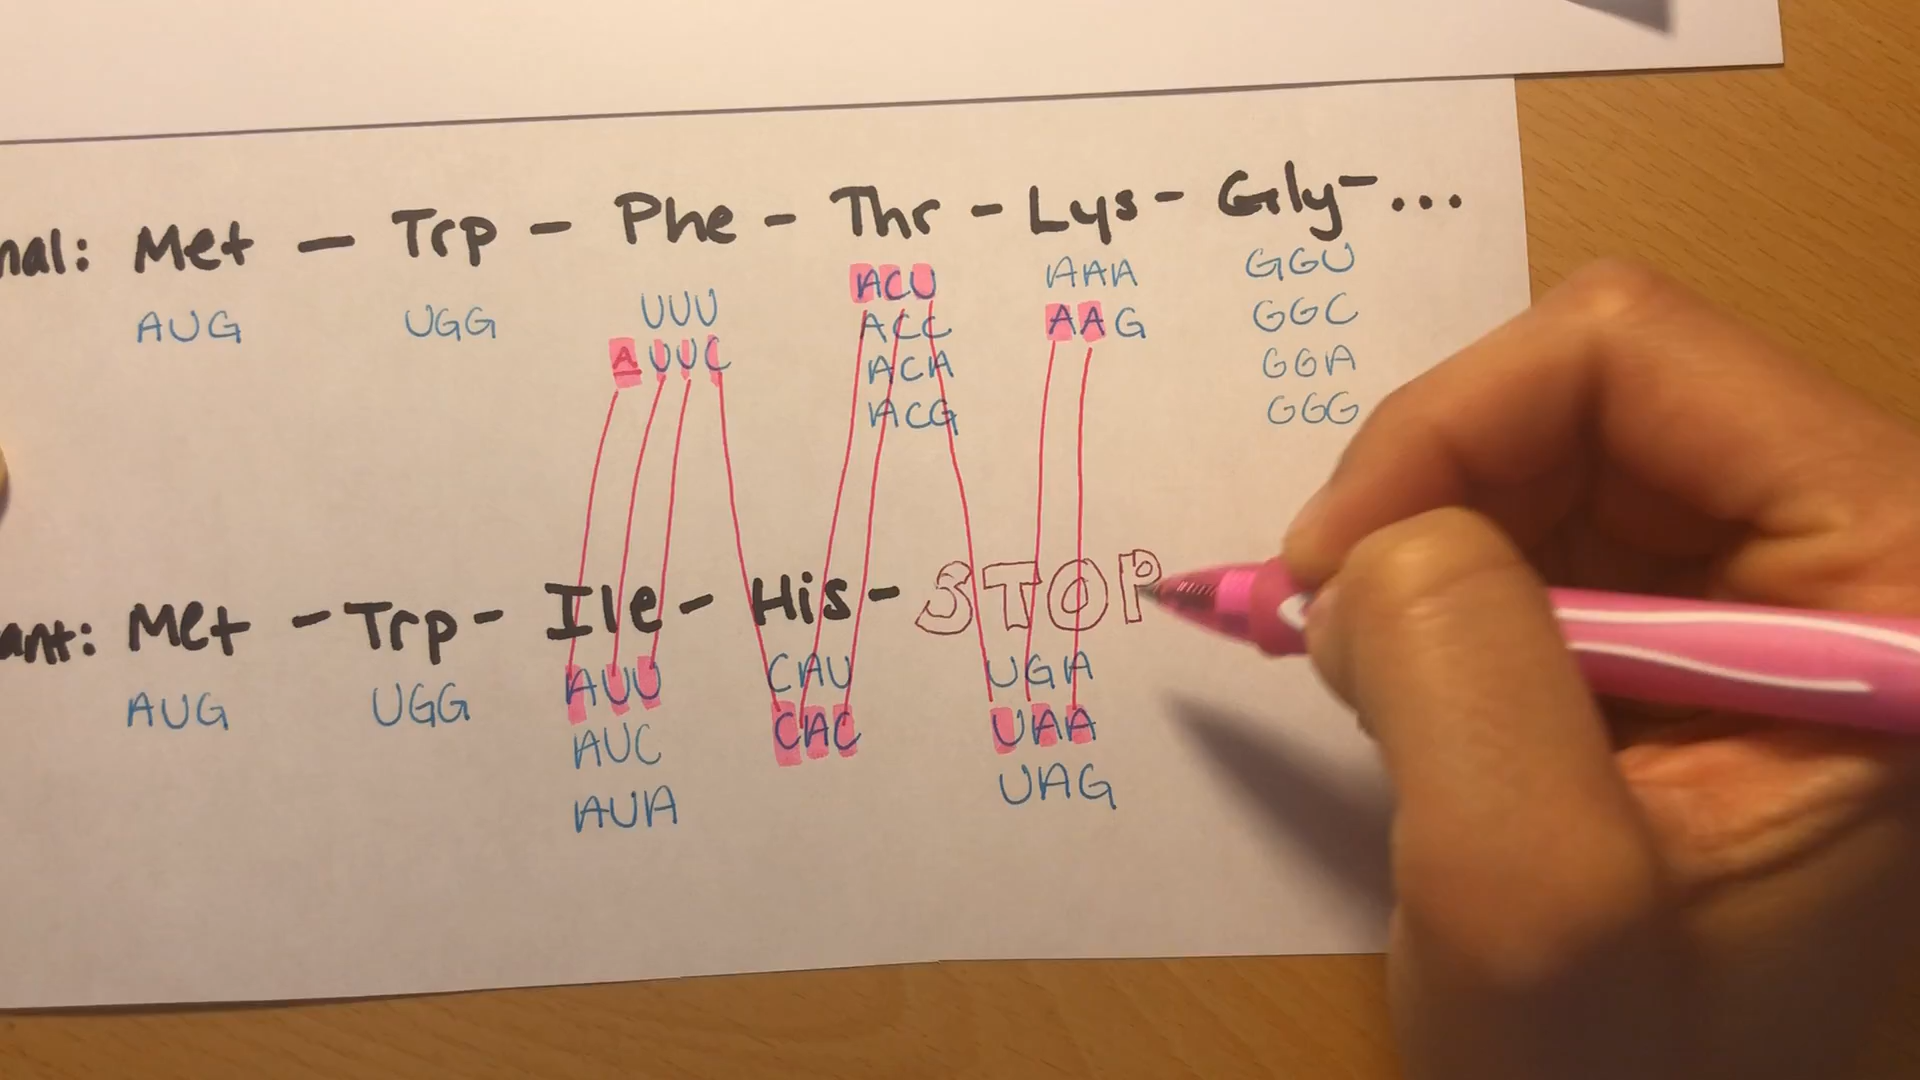 nal: Met - Trp - Phe - Thr - Lys - Gly - ...
AUG UGG UUU ACU AAA GGU
A UUC ACC AAG GGC
ACA GGA
ACG GGG
ant: Met - Trp - Ile - His - STOP
AUG UGG AUU CAU UGA
AUC CAC UAA
AUA UAG